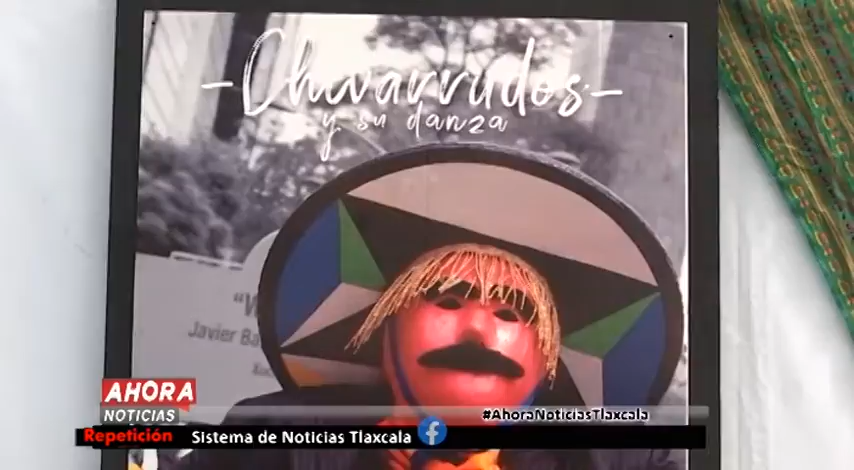 -Chivarrudos-
y su danza
"W
Javier Ba
AHORA
NOTICIAS
#AhoraNoticiasTlaxcala
Repetición
Sistema de Noticias Tlaxcala